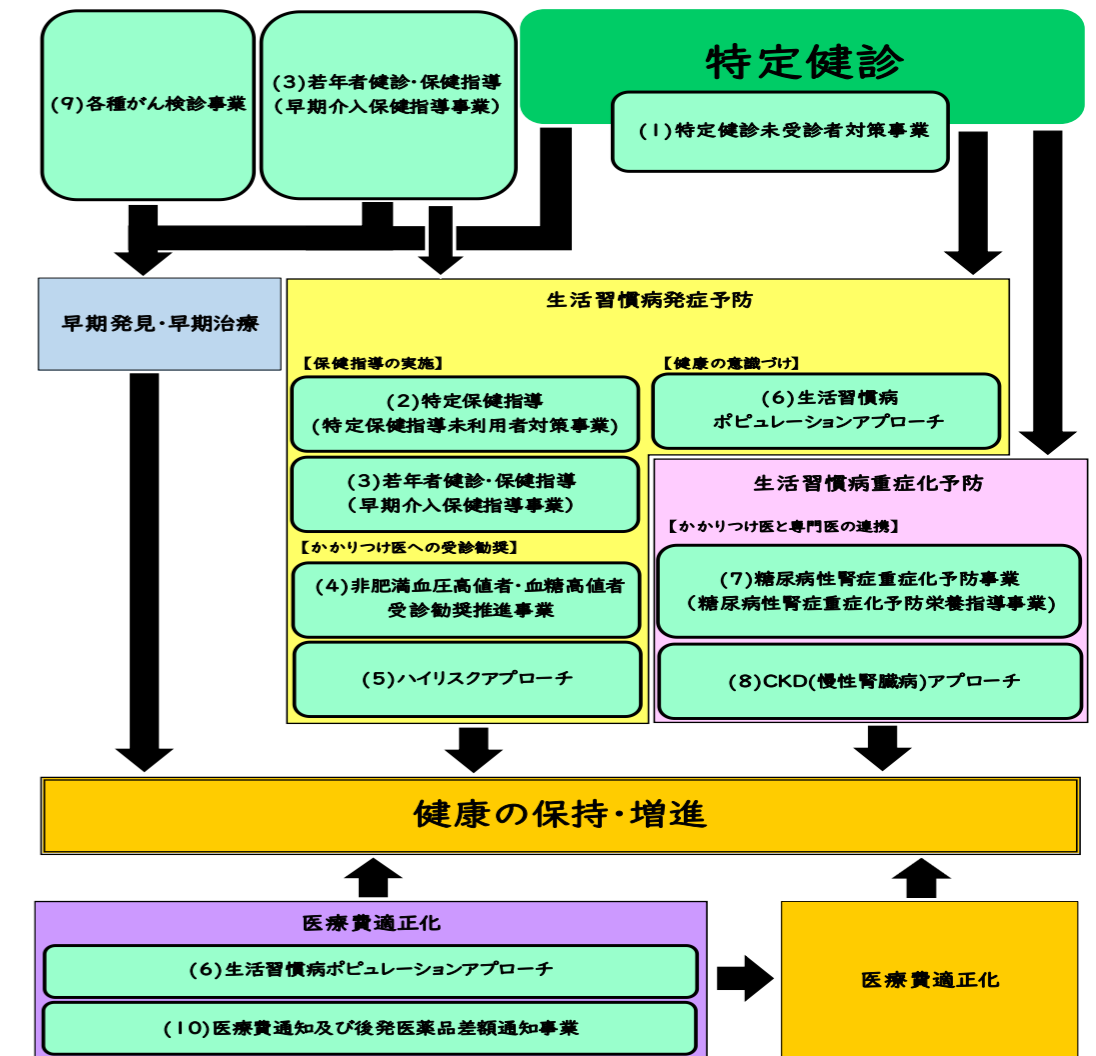 特定健診
(9)各種がん検診事業
(3)若年者健診・保健指導
(早期介入保健指導事業)
(1)特定健診未受診者対策事業
早期発見・早期治療
生活習慣病発症予防
【保健指導の実施】
(2)特定保健指導
(特定保健指導未利用者対策事業)
(3)若年者健診・保健指導
(早期介入保健指導事業)
【かかりつけ医への受診勧奨】
(4)非肥満血圧高値者・血糖高値者
受診勧奨推進事業
(5)ハイリスクアプローチ
【健康の意識づけ】
(6)生活習慣病
ポピュレーションアプローチ
生活習慣病重症化予防
【かかりつけ医と専門医の連携】
(7)糖尿病性腎症重症化予防事業
(糖尿病性腎症重症化予防栄養指導事業)
(8)CKD(慢性腎臓病)アプローチ
健康の保持・増進
医療費適正化
(6)生活習慣病ポピュレーションアプローチ
(10)医療費通知及び後発医薬品差額通知事業
医療費適正化